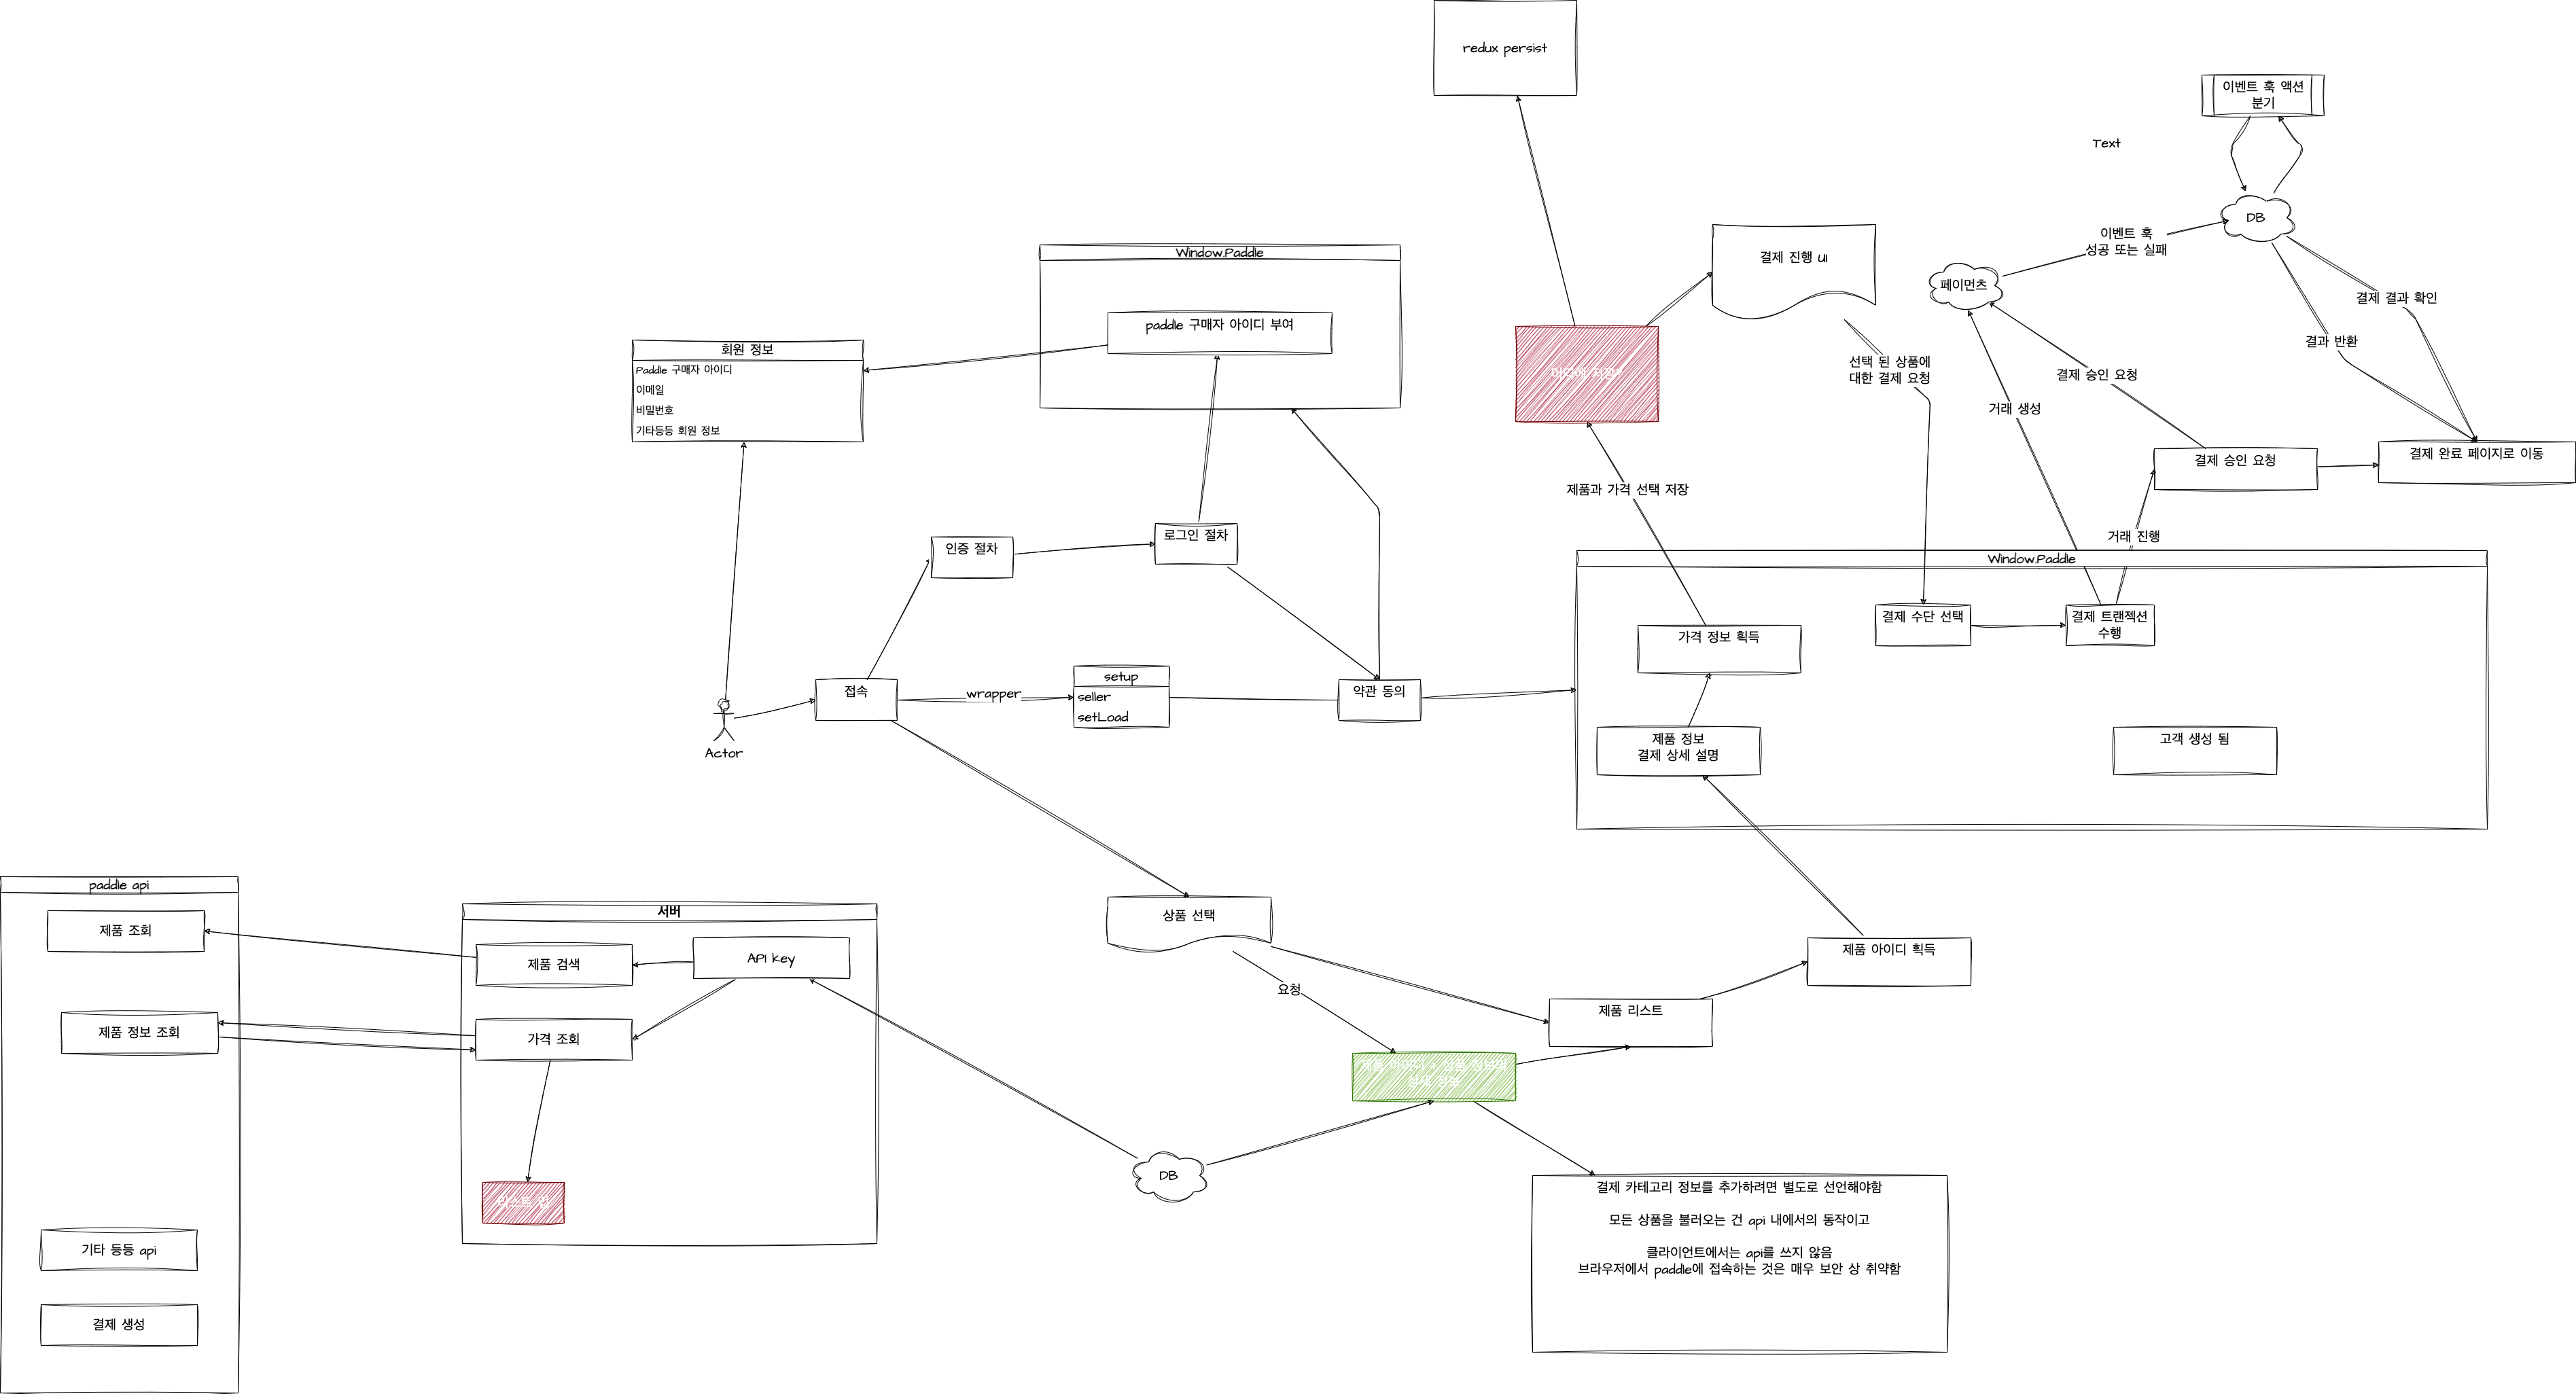 redux persist
이벤트 훅 액션
분기
Text
DB
이벤트 훅
성공 또는 실패
Window.Paddle
결제 진행 UI
페이먼츠
결제 결과 확인
paddle 구매자 아이디 부여
결과 반환
회원 정보
Paddle 구매자 아이디
이메일
비밀번호
기타등등 회원 정보
어디에 저장?
선택 된 상품에
대한 결제 요청
결제 승인 요청
거래 생성
결제 승인 요청
결제 완료 페이지로 이동
제품과 가격 선택 저장
인증 절차
로그인 절차
거래 진행
Window.Paddle
가격 정보 획득
결제 수단 선택
결제 트랜젝션
수행
접속
wrapper
setup
seller
setLoad
약관 동의
Actor
제품 정보
결제 상세 설명
고객 생성 됨
paddle api
제품 조회
제품 정보 조회
기타 등등 api
결제 생성
서버
제품 검색
API key
가격 조회
상품 선택
요청
제품 아이디 획득
제품 리스트
DB
결제 카테고리 정보를 추가하려면 별도로 선언해야함
모든 상품을 불러오는 건 api 내에서의 동작이고
클라이언트에서는 api를 쓰지 않음
브라우저에서 paddle에 접속하는 것은 매우 보안 상 취약함